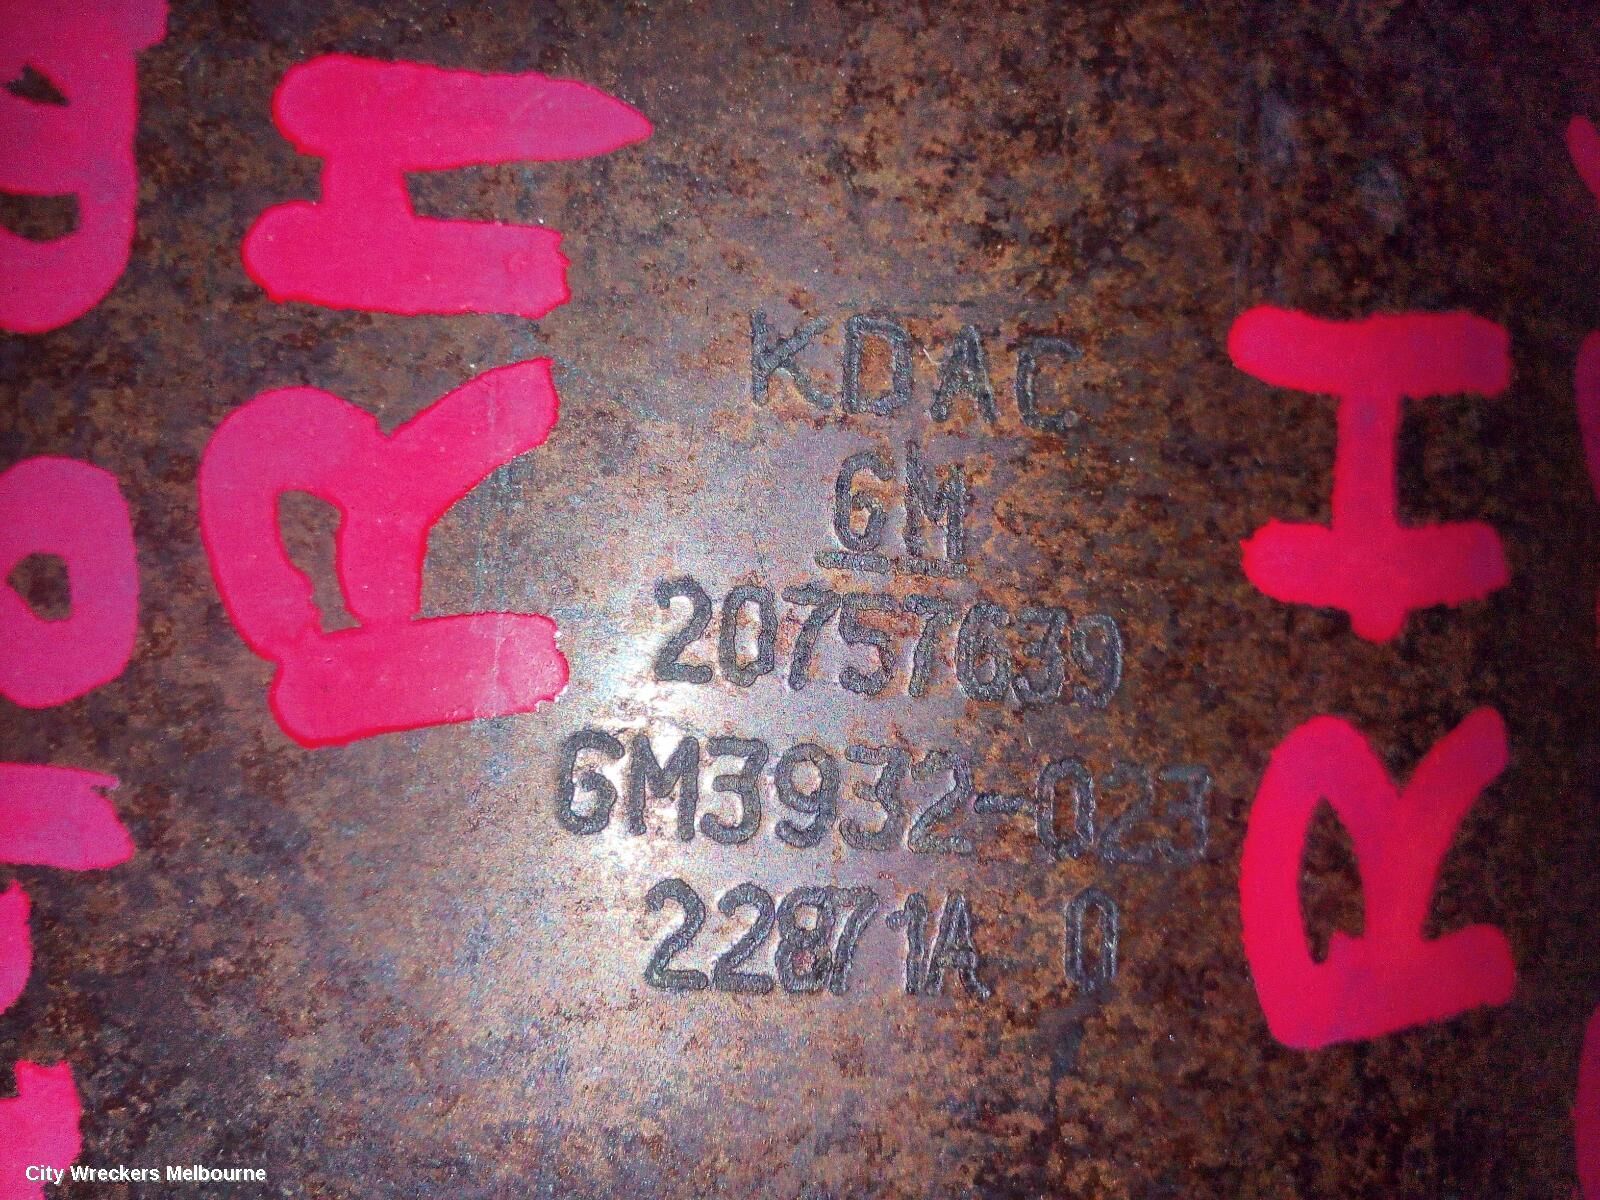 RH
KDAC
GM
20757639
GM3932-023
22871A 0
RH
City Wreckers Melbourne